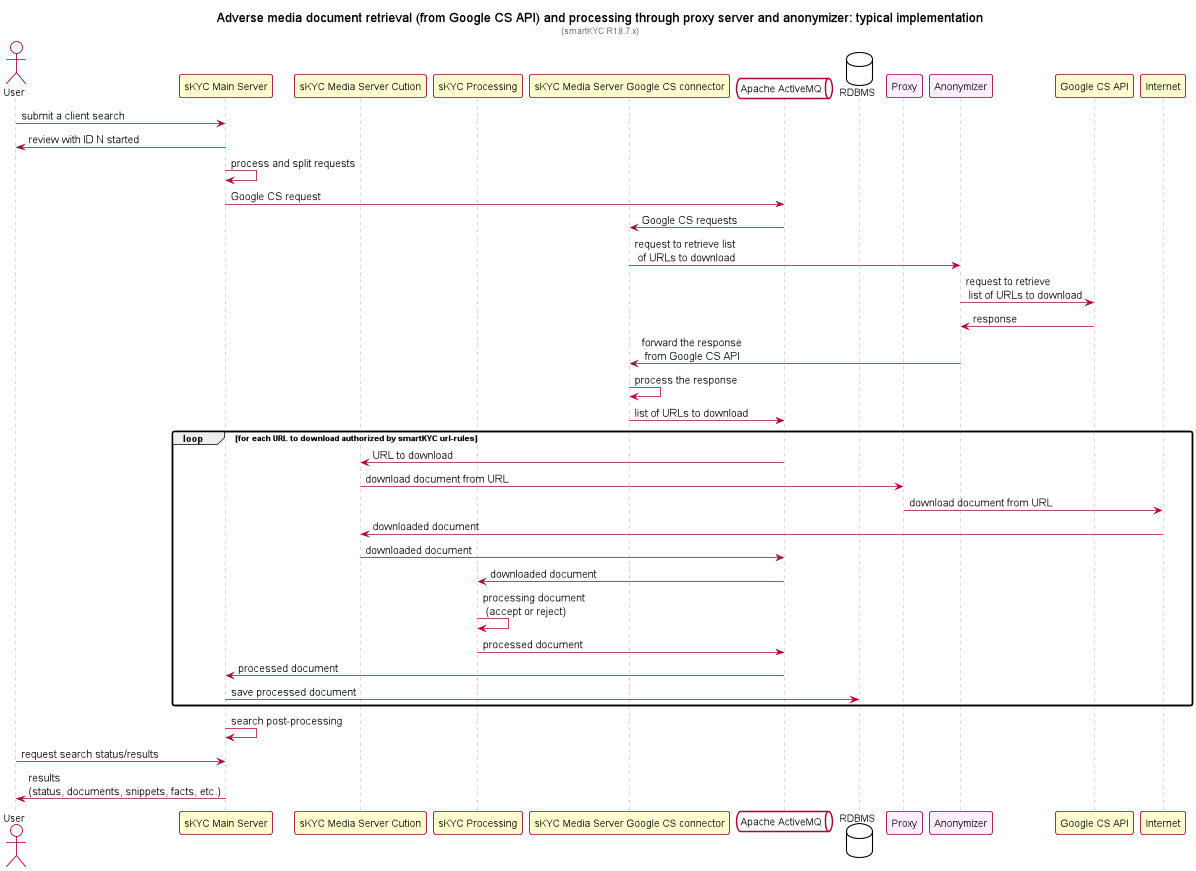 Adverse media document retrieval (from Google CS API) and processing through proxy server and anonymizer: typical implementation
(smartKYC R18.7.x)
User
sKYC Main Server
sKYC Media Server Cution
sKYC Processing
sKYC Media Server Google CS connector
Apache ActiveMQ
RDBMS
Proxy
Anonymizer
Google CS API
Internet
submit a client search
review with ID N started
process and split requests
Google CS request
Google CS requests
request to retrieve list
of URLs to download
request to retrieve
list of URLs to download
response
forward the response
from Google CS API
process the response
list of URLs to download
loop
[for each URL to download authorized by smartKYC url-rules]
URL to download
download document from URL
download document from URL
downloaded document
downloaded document
downloaded document
processing document
(accept or reject)
processed document
processed document
save processed document
search post-processing
request search status/results
results
(status, documents, snippets, facts, etc.)
User
sKYC Main Server
sKYC Media Server Cution
sKYC Processing
sKYC Media Server Google CS connector
Apache ActiveMQ
RDBMS
Proxy
Anonymizer
Google CS API
Internet